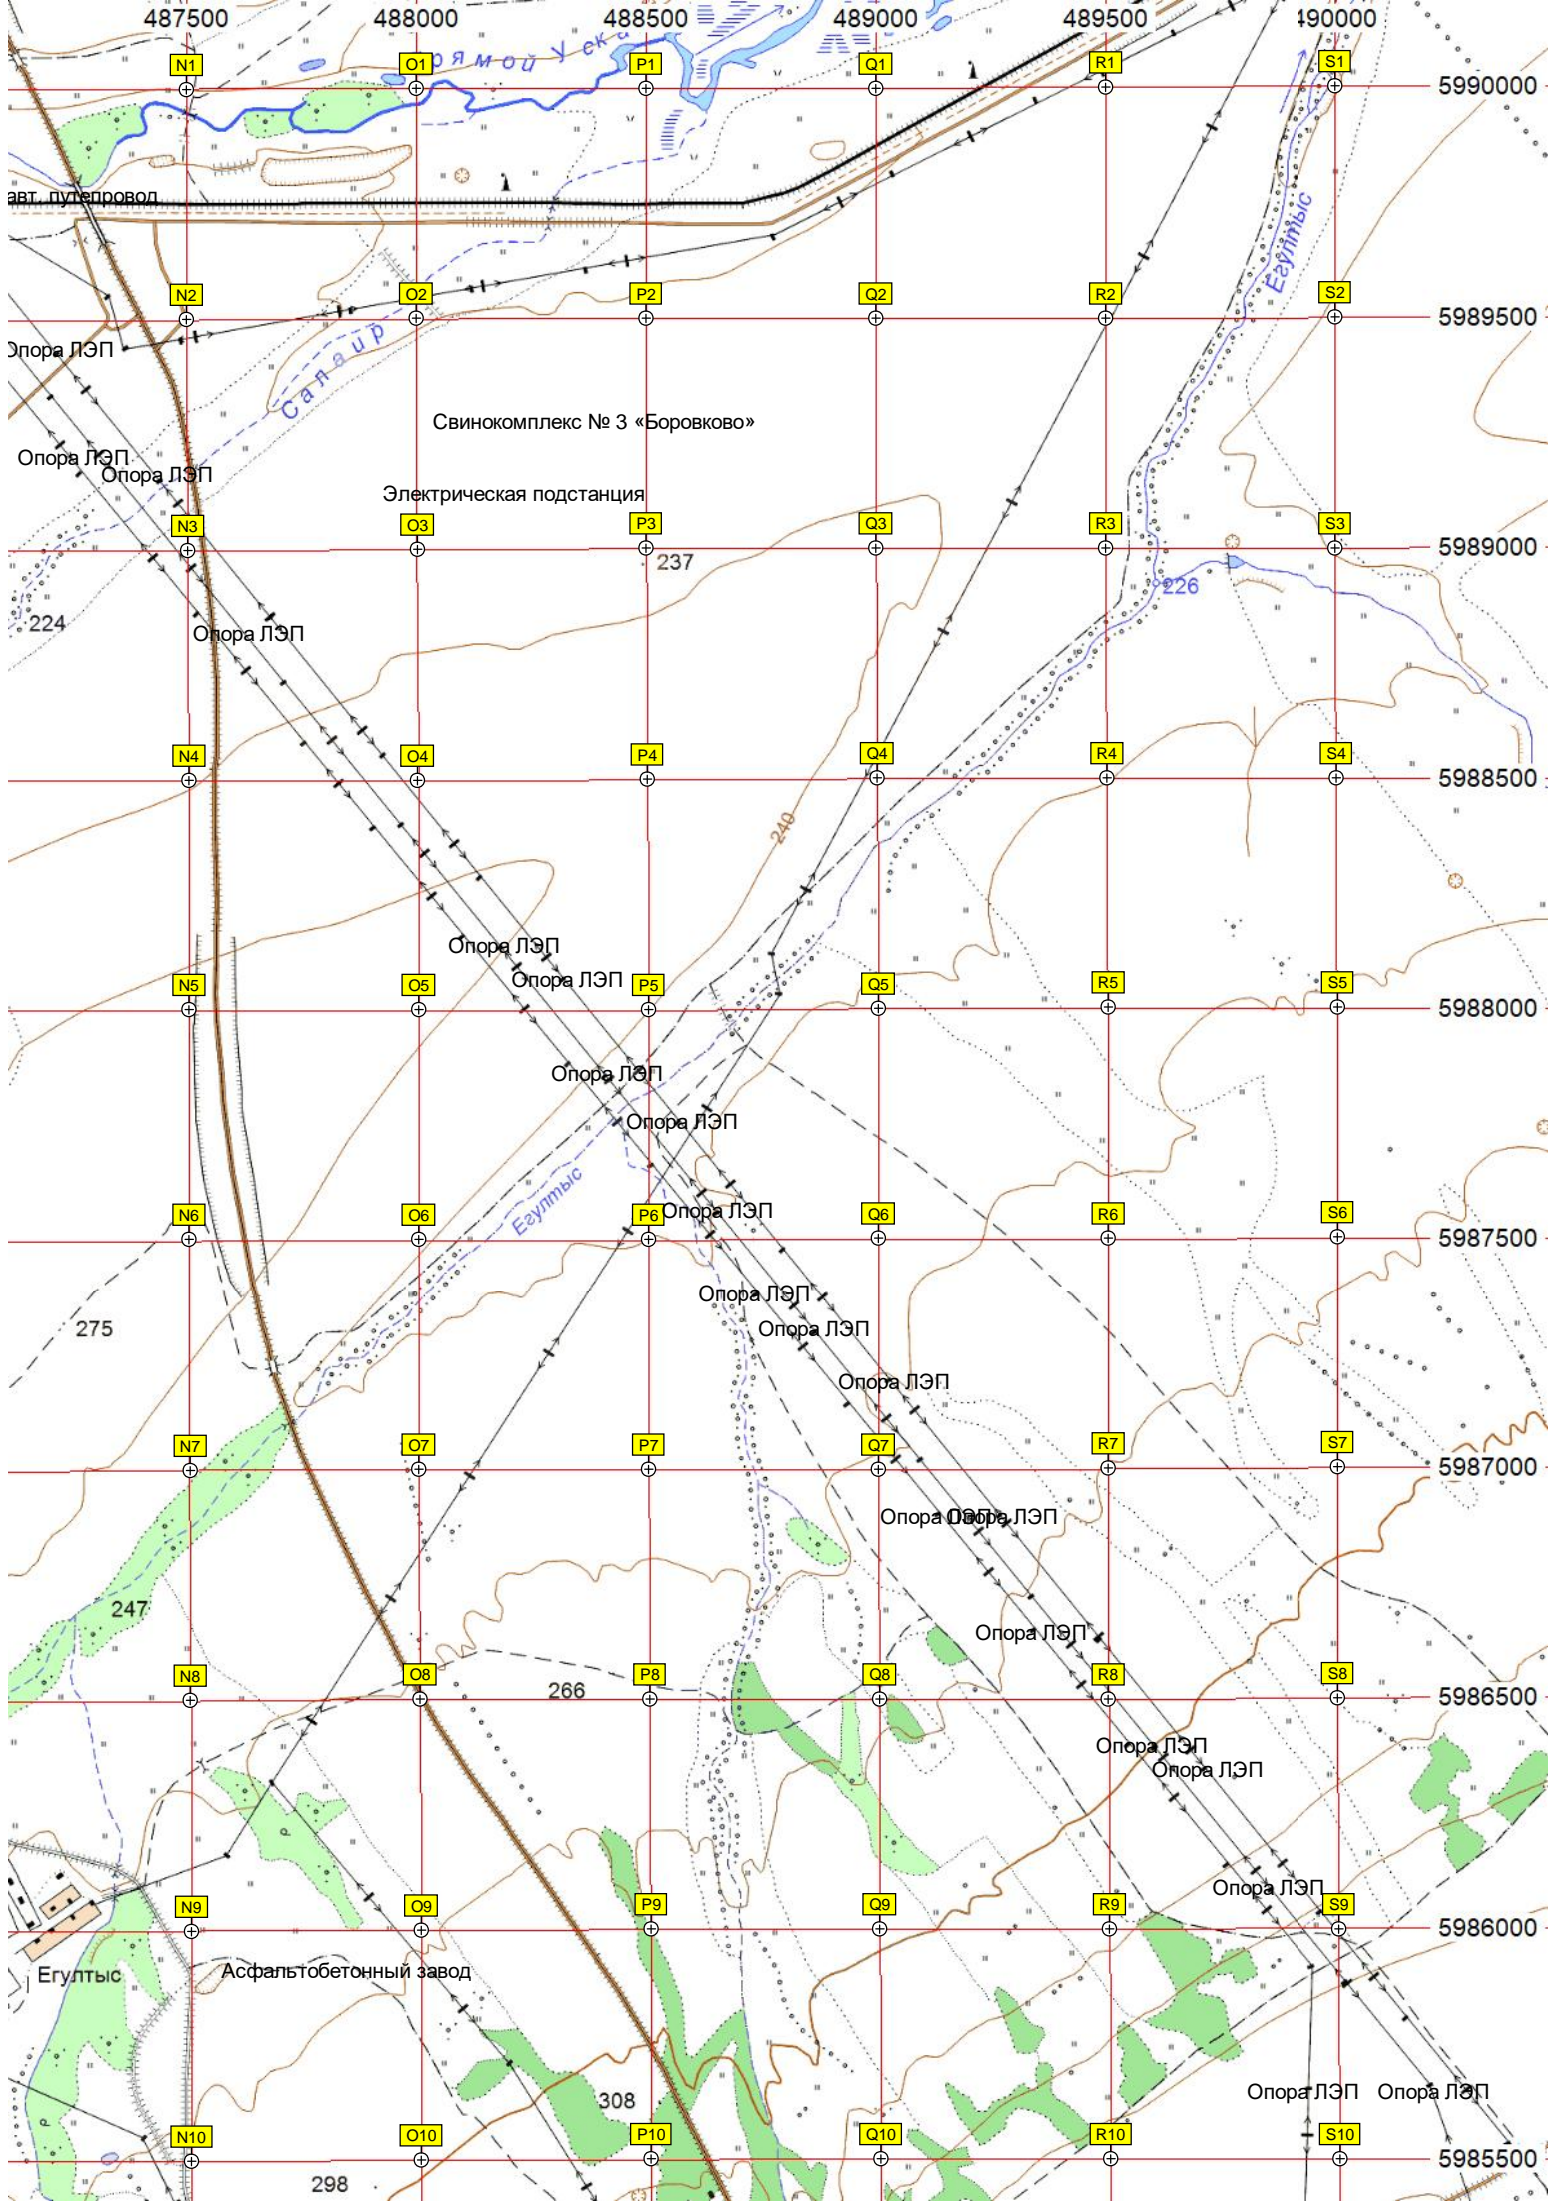 487500 488000 488500 489000 489500 490000
N1 O1 P1 Q1 R1 S1
5990000
авт. путепровод
Егултыс
N2 O2 P2 Q2 R2 S2
5989500
Опора ЛЭП
Салаир
Свинокомплекс № 3 «Боровково»
Опора ЛЭП
Опора ЛЭП
Электрическая подстанция
N3 O3 P3 Q3 R3 S3
5989000
237
226
224
Опора ЛЭП
N4 O4 P4 Q4 R4 S4
5988500
240
Опора ЛЭП
Опора ЛЭП
N5 O5 P5 Q5 R5 S5
5988000
Опора ЛЭП
Опора ЛЭП
Егултыс
N6 O6 P6 Q6 R6 S6
Опора ЛЭП
5987500
Опора ЛЭП
275
Опора ЛЭП
Опора ЛЭП
N7 O7 P7 Q7 R7 S7
5987000
Опора ЛЭП
Опора ЛЭП
247
Опора ЛЭП
N8 O8 P8 Q8 R8 S8
266
5986500
Опора ЛЭП
Опора ЛЭП
Опора ЛЭП
N9 O9 P9 Q9 R9 S9
5986000
Егултыс
Асфальтобетонный завод
Опора ЛЭП Опора ЛЭП
308
N10 O10 P10 Q10 R10 S10
5985500
298